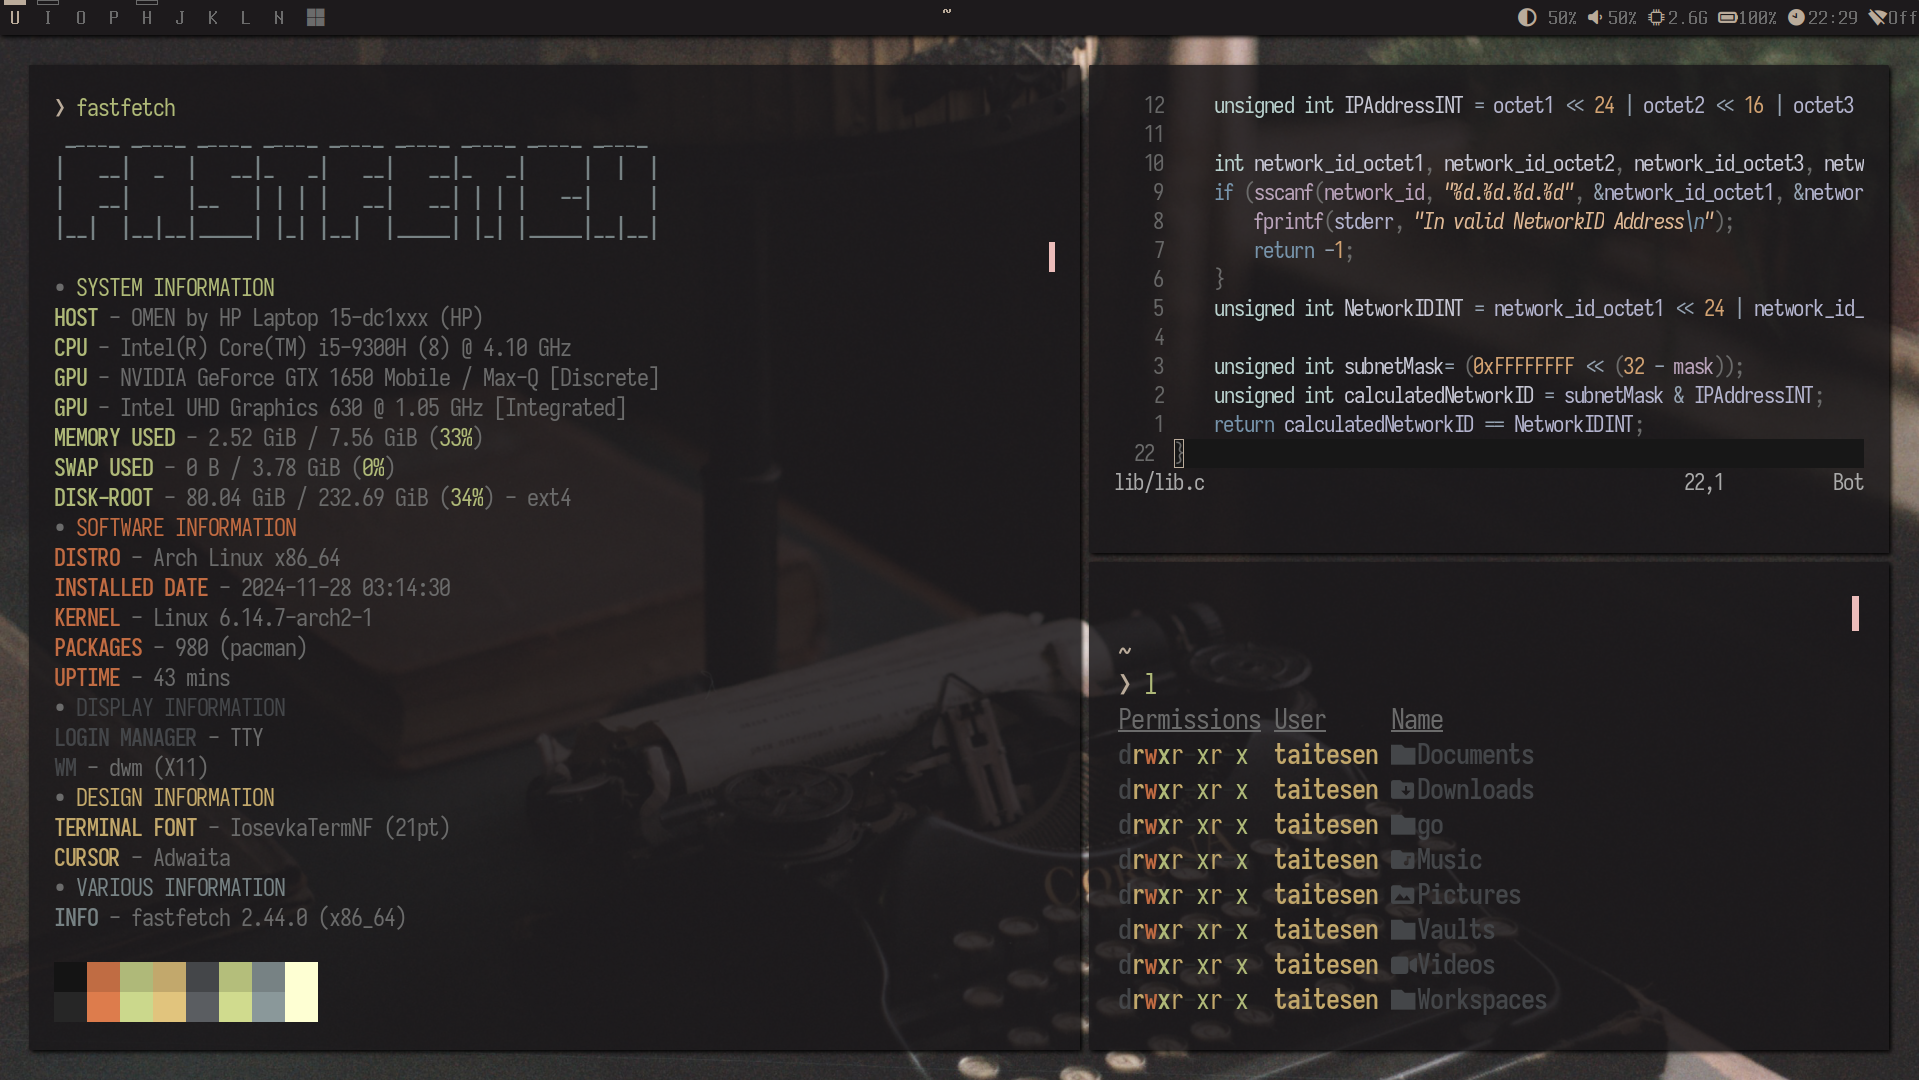 U I O P H J K L N ~ 50% 50% 2.6G 100% 22:29 Off
❯ fastfetch
FASTFETCH
• SYSTEM INFORMATION
HOST - OMEN by HP Laptop 15-dc1xxx (HP)
CPU - Intel(R) Core(TM) i5-9300H (8) @ 4.10 GHz
GPU - NVIDIA GeForce GTX 1650 Mobile / Max-Q [Discrete]
GPU - Intel UHD Graphics 630 @ 1.05 GHz [Integrated]
MEMORY USED - 2.52 GiB / 7.56 GiB (33%)
SWAP USED - 0 B / 3.78 GiB (0%)
DISK-ROOT - 80.04 GiB / 232.69 GiB (34%) - ext4
• SOFTWARE INFORMATION
DISTRO - Arch Linux x86_64
INSTALLED DATE - 2024-11-28 03:14:30
KERNEL - Linux 6.14.7-arch2-1
PACKAGES - 980 (pacman)
UPTIME - 43 mins
• DISPLAY INFORMATION
LOGIN MANAGER - TTY
WM - dwm (X11)
• DESIGN INFORMATION
TERMINAL FONT - IosevkaTermNF (21pt)
CURSOR - Adwaita
• VARIOUS INFORMATION
INFO - fastfetch 2.44.0 (x86_64)
12 unsigned int IPAddressINT = octet1 << 24 | octet2 << 16 | octet3
11
10 int network_id_octet1, network_id_octet2, network_id_octet3, netw
9 if (sscanf(network_id, "%d.%d.%d.%d", &network_id_octet1, &networ
8 fprintf(stderr, "In valid NetworkID Address\n");
7 return -1;
6 }
5 unsigned int NetworkIDINT = network_id_octet1 << 24 | network_id_
4
3 unsigned int subnetMask= (0xFFFFFFFF << (32 - mask));
2 unsigned int calculatedNetworkID = subnetMask & IPAddressINT;
1 return calculatedNetworkID == NetworkIDINT;
22 }
lib/lib.c 22,1 Bot
~
❯ l
Permissions User Name
drwxr xr x taitesen Documents
drwxr xr x taitesen Downloads
drwxr xr x taitesen go
drwxr xr x taitesen Music
drwxr xr x taitesen Pictures
drwxr xr x taitesen Vaults
drwxr xr x taitesen Videos
drwxr xr x taitesen Workspaces
CORONA